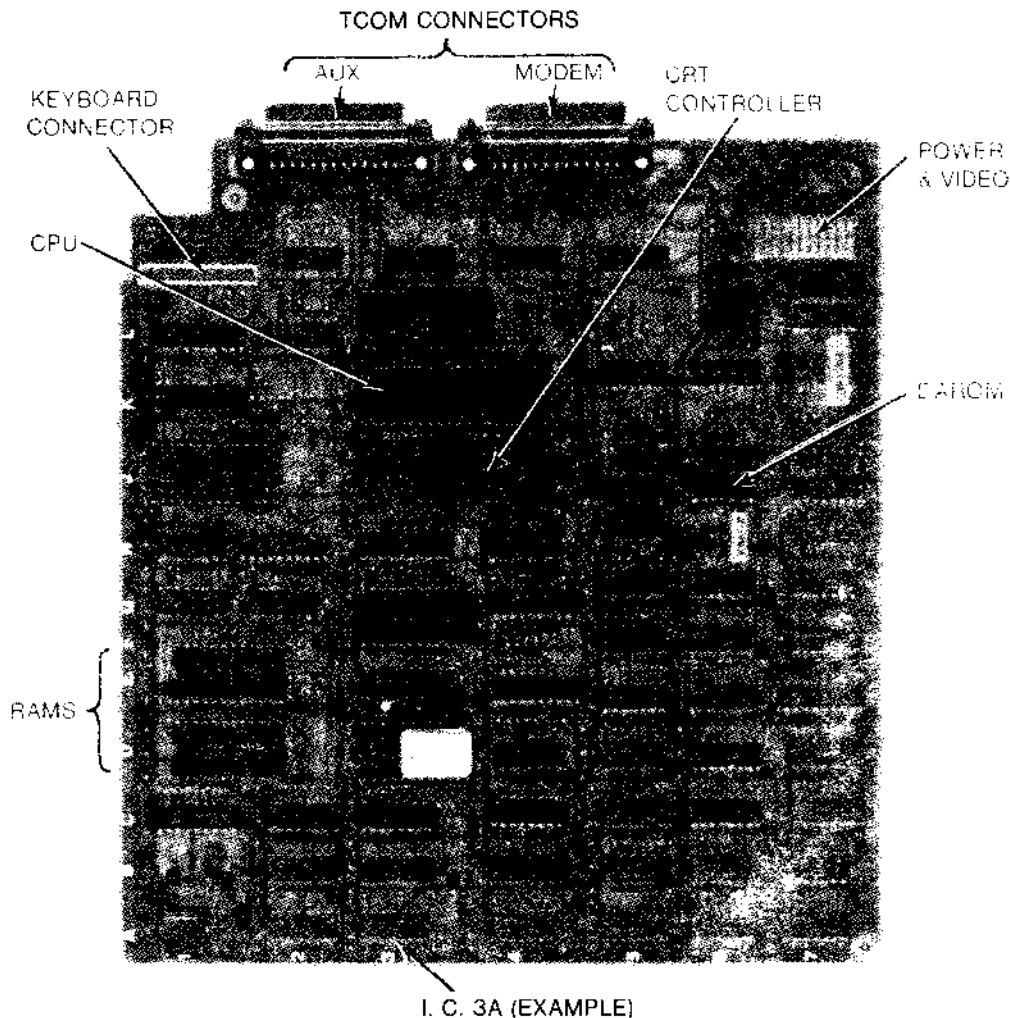 TCOM CONNECTORS
AUX
MODEM
CRT
CONTROLLER
KEYBOARD
CONNECTOR
POWER
& VIDEO
CPU
EAROM
RAMS
I. C. 3A (EXAMPLE)